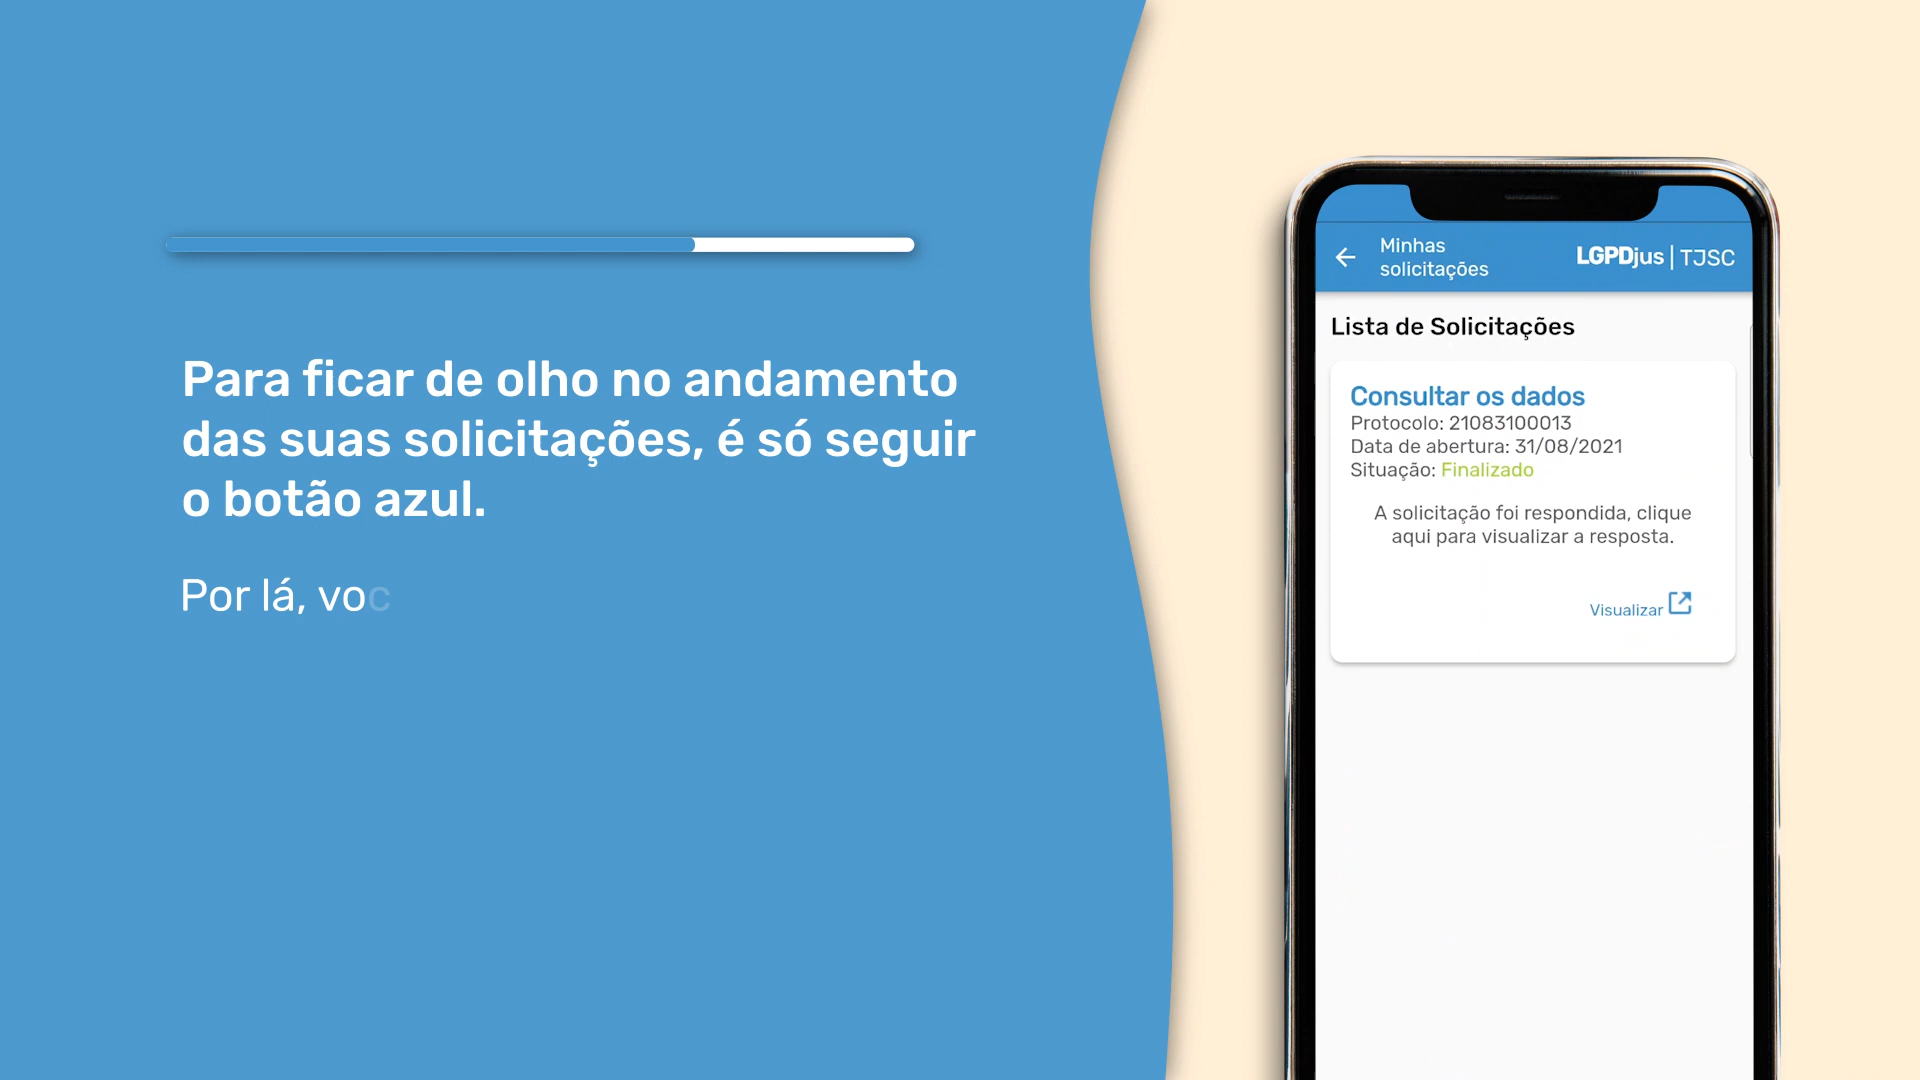 Para ficar de olho no andamento
das suas solicitações, é só seguir
o botão azul.
Por lá, voc
Minhas
solicitações
LGPDjus | TJSC
Lista de Solicitações
Consultar os dados
Protocolo: 21083100013
Data de abertura: 31/08/2021
Situação: Finalizado
A solicitação foi respondida, clique
aqui para visualizar a resposta.
Visualizar